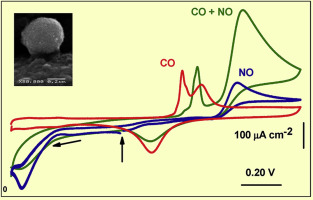 CO + NO
CO
NO
100 µA cm-2
0.20 V
0